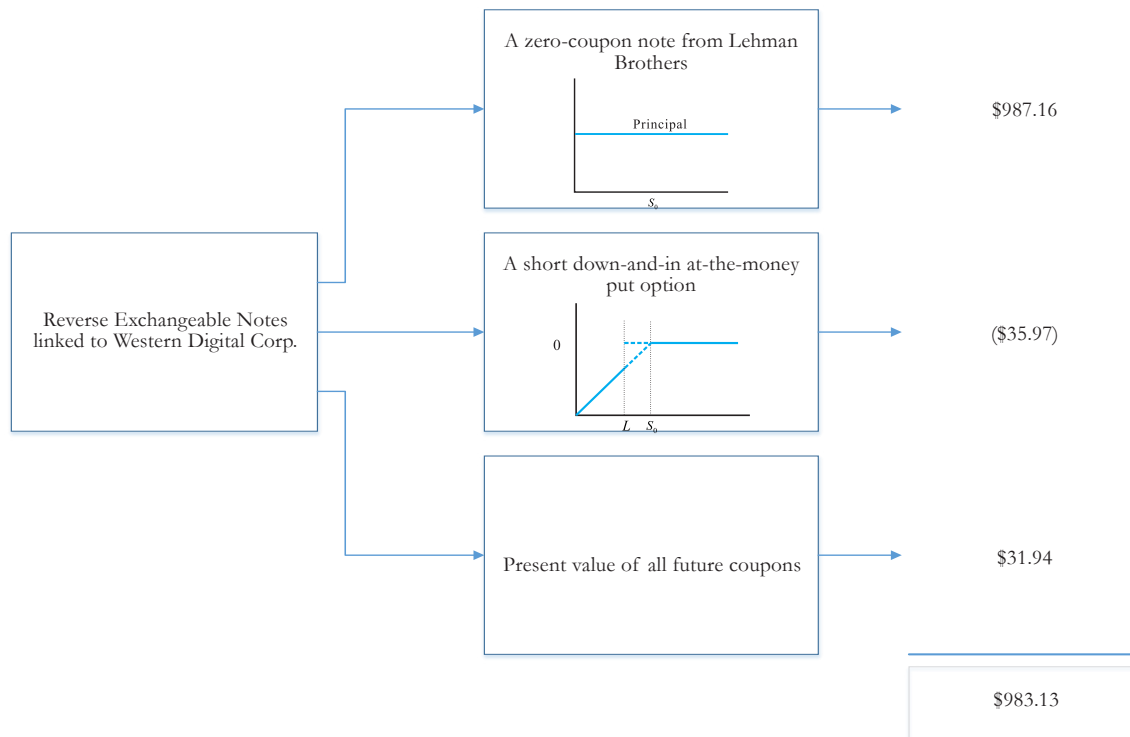 A zero-coupon note from Lehman
Brothers
Principal
S₀
$987.16
Reverse Exchangeable Notes
linked to Western Digital Corp.
A short down-and-in at-the-money
put option
0
L S₀
($35.97)
Present value of all future coupons
$31.94
$983.13